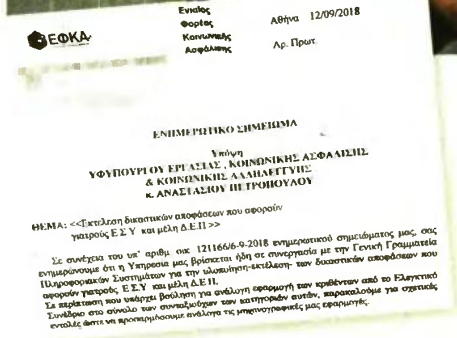 ΕΦΚΑ
Ενιαίος
Φορέας
Κοινωνικής
Ασφάλισης
Αθήνα 12/09/2018
Αρ. Πρωτ.
ΕΝΗΜΕΡΩΤΙΚΟ ΣΗΜΕΙΩΜΑ
Υπόψη
ΥΦΥΠΟΥΡΓΟΥ ΕΡΓΑΣΙΑΣ , ΚΟΙΝΩΝΙΚΗΣ ΑΣΦΑΛΙΣΗΣ
& ΚΟΙΝΩΝΙΚΗΣ ΑΛΛΗΛΕΓΓΥΗΣ
κ. ΑΝΑΣΤΑΣΙΟΥ ΠΕΤΡΟΠΟΥΛΟΥ
ΘΕΜΑ: <<Εκτέλεση δικαστικών αποφάσεων που αφορούν
γιατρούς Ε.Σ.Υ και μέλη Δ.Ε.Π>>
Σε συνέχεια του υπ' αριθμ οικ 121166/6-9-2018 ενημερωτικού σημειώματος μας, σας
ενημερώνουμε ότι η Υπηρεσία μας βρίσκεται ήδη σε συνεργασία με την Γενική Γραμματεία
Πληροφοριακών Συστημάτων για την υλοποίηση-εκτέλεση- των δικαστικών αποφάσεων που
αφορούν γιατρούς Ε.Σ.Υ και μέλη Δ.Ε.Π.
Σε περίπτωση που υπάρχει βούληση για ανάλογη εφαρμογή των κριθέντων από το Ελεγκτικό
Συνέδριο στο σύνολο των συνταξιούχων των κατηγοριών αυτών, παρακαλούμε για σχετικές
εντολές ώστε να προσαρμόσουμε ανάλογα τις μηχανογραφικές μας εφαρμογές.